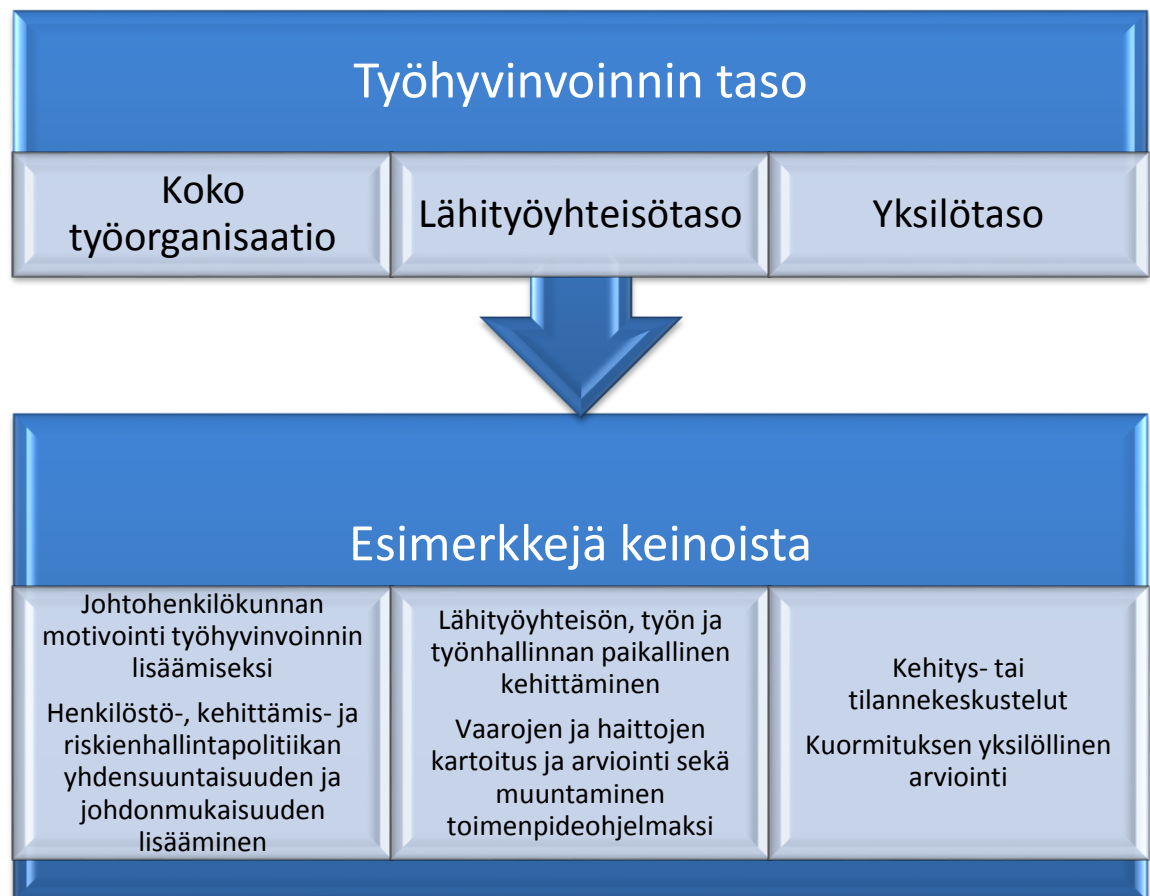 Työhyvinvoinnin taso
Koko
työorganisaatio
Lähityöyhteisötaso
Yksilötaso
Esimerkkejä keinoista
Johtohenkilökunnan
motivointi työhyvinvoinnin
lisäämiseksi
Henkilöstö-, kehittämis- ja
riskienhallintapolitiikan
yhdensuuntaisuuden ja
johdonmukaisuuden
lisääminen
Lähityöyhteisön, työn ja
työnhallinnan paikallinen
kehittäminen
Vaarojen ja haittojen
kartoitus ja arviointi sekä
muuntaminen
toimenpideohjelmaksi
Kehitys- tai
tilannekeskustelut
Kuormituksen yksilöllinen
arviointi